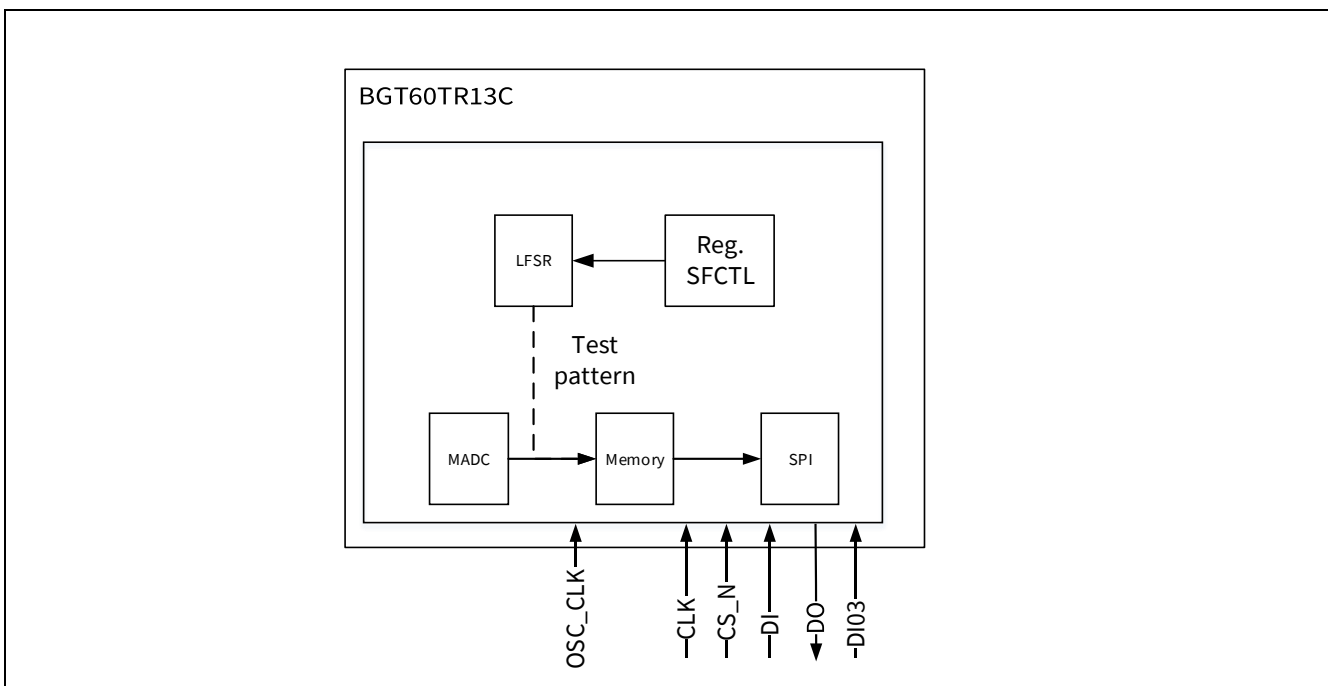 BGT60TR13C
LFSR
Reg.
SFCTL
Test
pattern
MADC
Memory
SPI
OSC_CLK
CLK
CS_N
DI
DO
DI03